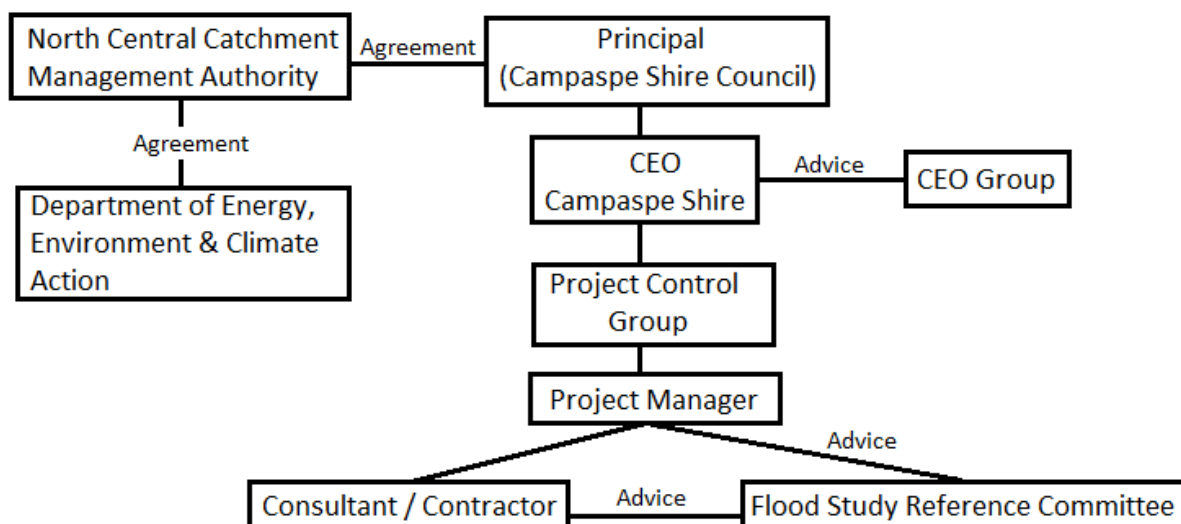 North Central Catchment
Management Authority
Agreement
Principal
(Campaspe Shire Council)
Agreement
CEO
Campaspe Shire
Advice
CEO Group
Department of Energy,
Environment & Climate
Action
Project Control
Group
Project Manager
Advice
Consultant / Contractor
Advice
Flood Study Reference Committee